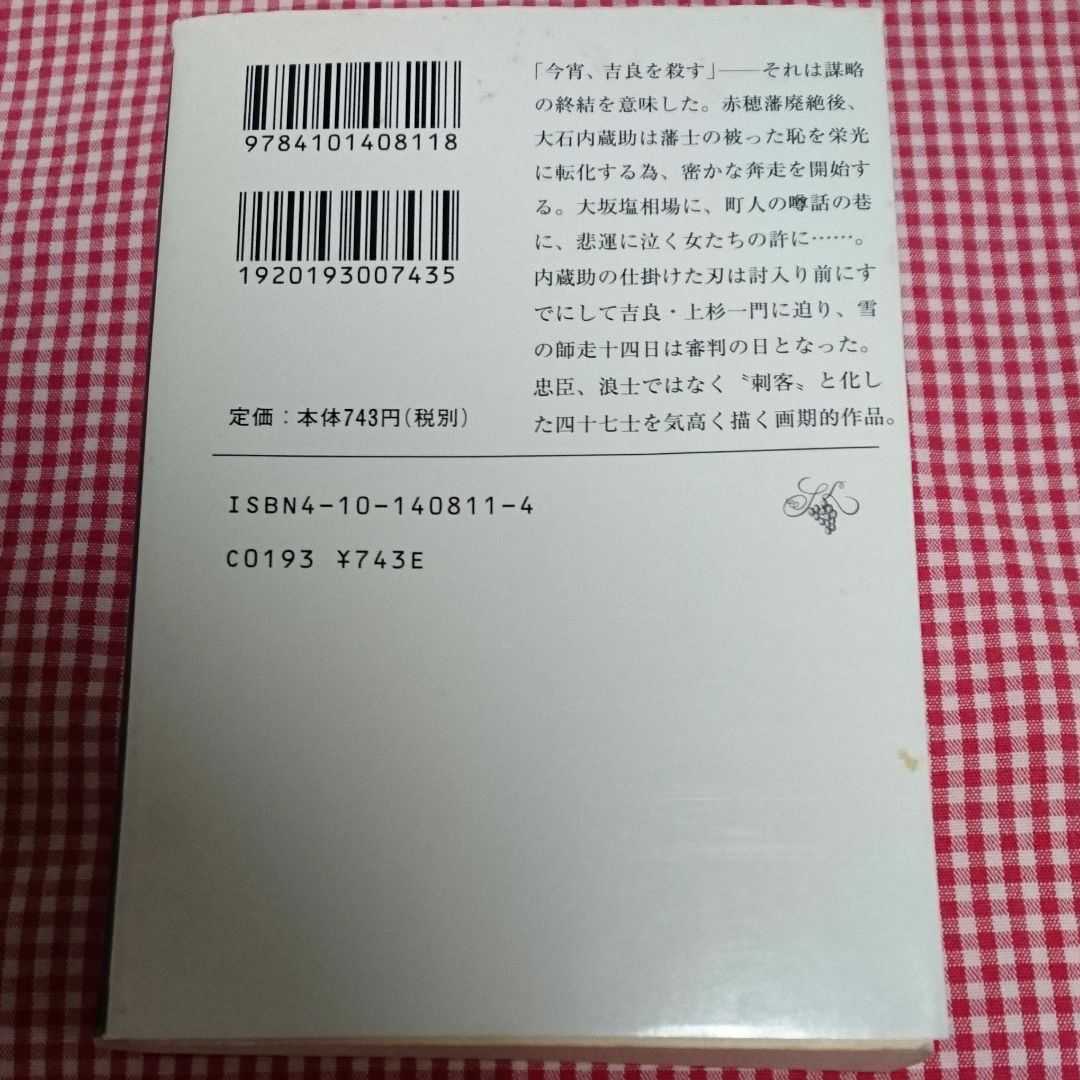 9784101408118
1920193007435
定価：本体743円（税別）
「今宵、吉良を殺す」——それは謀略
の終結を意味した。赤穂藩廃絶後、
大石内蔵助は藩士の被った恥を栄光
に転化する為、密かな奔走を開始す
る。大坂塩相場に、町人の噂話の巷
に、悲運に泣く女たちの許に……。
内蔵助の仕掛けた刃は討入り前にす
でにして吉良・上杉一門に迫り、雪
の師走十四日は審判の日となった。
忠臣、浪士ではなく〝刺客〟と化し
た四十七士を気高く描く画期的作品。
ISBN4-10-140811-4
C0193 ¥743E